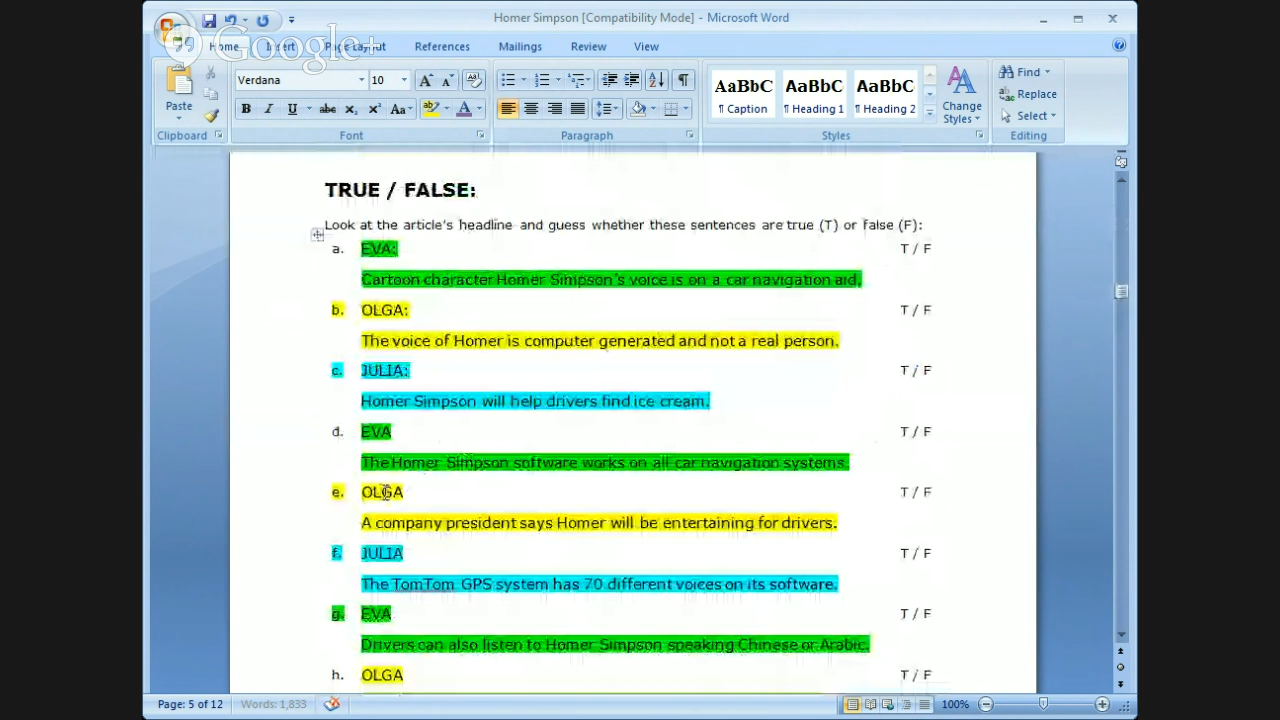 Homer Simpson [Compatibility Mode] - Microsoft Word
Google+
Home Insert Page Layout References Mailings Review View
Paste
Verdana 10
B I U abc X₂ X² Aa
AaBbC AaBbC AaBbC
¶ Caption ¶ Heading 1 ¶ Heading 2
Change Styles
Find
Replace
Select
Clipboard Font Paragraph Styles Editing
TRUE / FALSE:
Look at the article's headline and guess whether these sentences are true (T) or false (F):
a. EVA: T / F
Cartoon character Homer Simpson's voice is on a car navigation aid.
b. OLGA: T / F
The voice of Homer is computer generated and not a real person.
c. JULIA: T / F
Homer Simpson will help drivers find ice cream.
d. EVA T / F
The Homer Simpson software works on all car navigation systems.
e. OLGA T / F
A company president says Homer will be entertaining for drivers.
f. JULIA T / F
The TomTom GPS system has 70 different voices on its software.
g. EVA T / F
Drivers can also listen to Homer Simpson speaking Chinese or Arabic.
h. OLGA T / F
Page: 5 of 12 Words: 1,833 100%